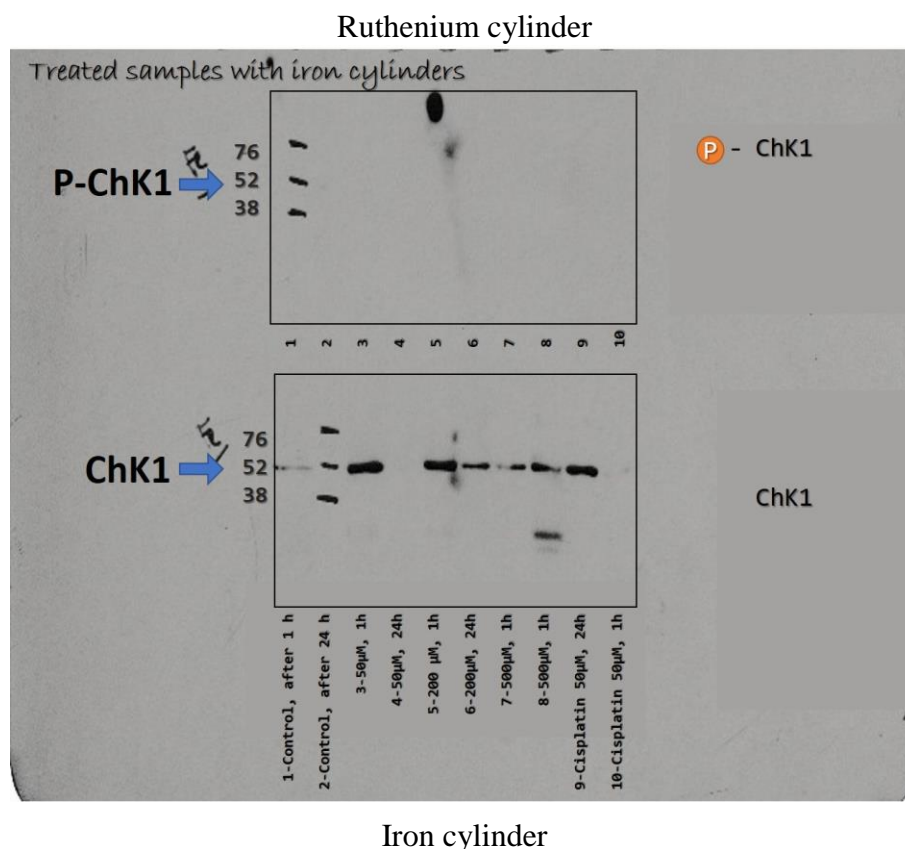 Ruthenium cylinder
Treated samples with iron cylinders
P-ChK1
76
52
38
P - ChK1
1 2 3 4 5 6 7 8 9 10
ChK1
76
52
38
ChK1
1-Control, after 1 h
2-Control, after 24 h
3-50µM, 1h
4-50µM, 24h
5-200 µM, 1h
6-200µM, 24h
7-500µM, 1h
8-500µM, 1h
9-Cisplatin 50µM, 24h
10-Cisplatin 50µM, 1h
Iron cylinder